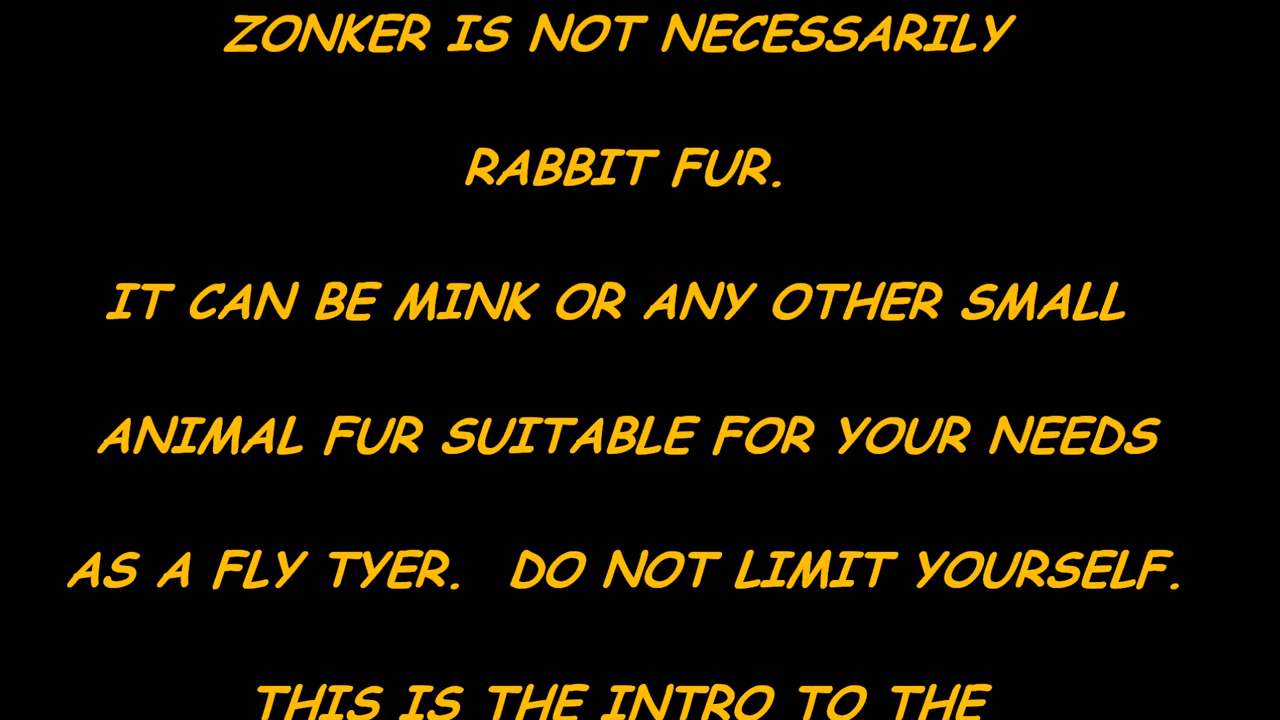 ZONKER IS NOT NECESSARILY
RABBIT FUR.
IT CAN BE MINK OR ANY OTHER SMALL
ANIMAL FUR SUITABLE FOR YOUR NEEDS
AS A FLY TYER.  DO NOT LIMIT YOURSELF.
THIS IS THE INTRO TO THE